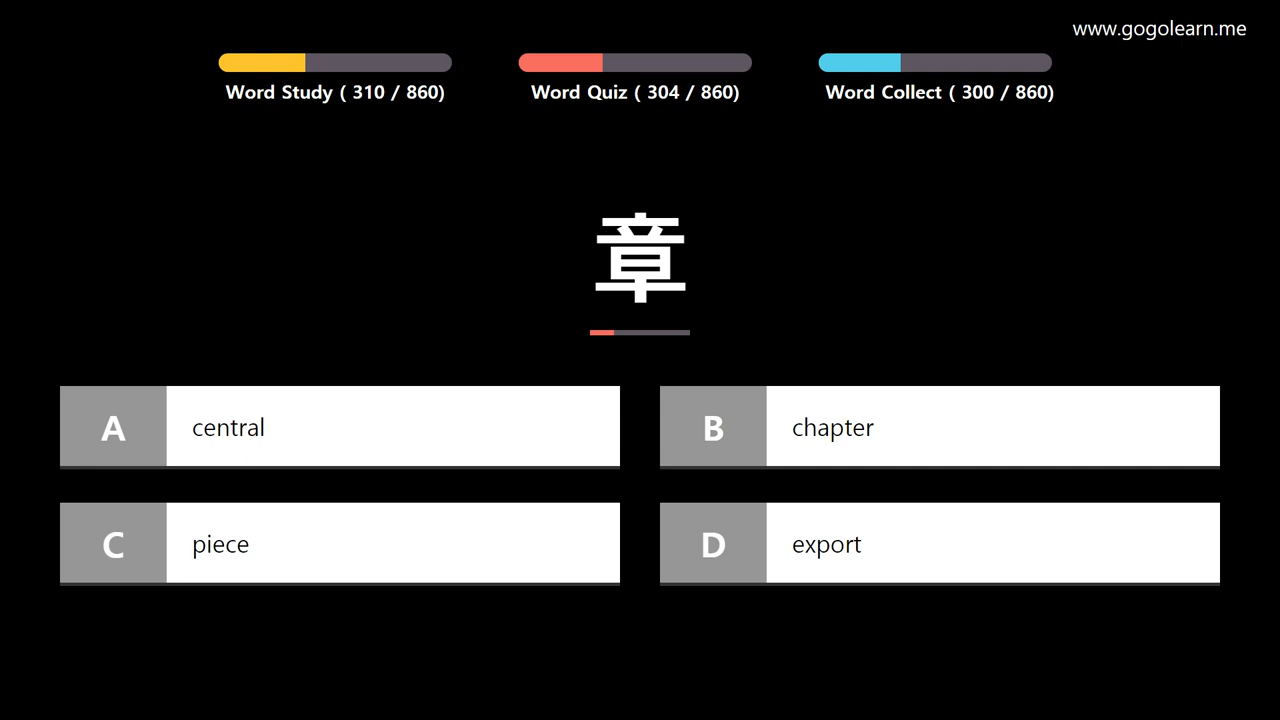 www.gogolearn.me
Word Study ( 310 / 860)
Word Quiz ( 304 / 860)
Word Collect ( 300 / 860)
章
A central
B chapter
C piece
D export